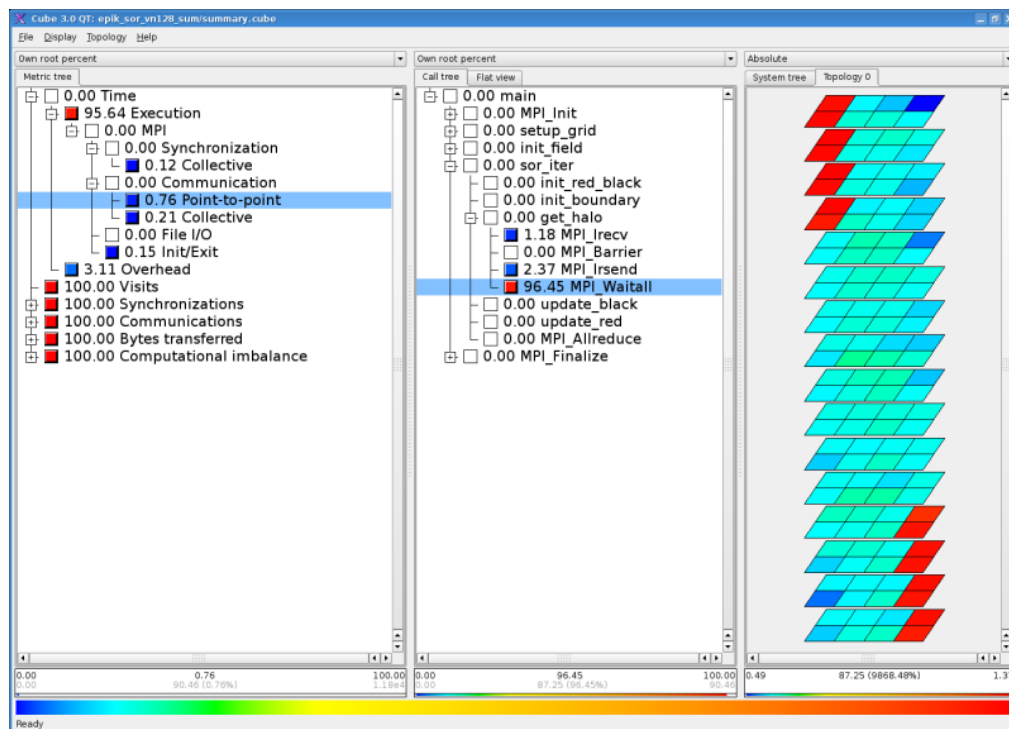 Cube 3.0 QT: epik_sor_vn128_sum/summary.cube
File Display Topology Help
Own root percent
Metric tree
0.00 Time
95.64 Execution
0.00 MPI
0.00 Synchronization
0.12 Collective
0.00 Communication
0.76 Point-to-point
0.21 Collective
0.00 File I/O
0.15 Init/Exit
3.11 Overhead
100.00 Visits
100.00 Synchronizations
100.00 Communications
100.00 Bytes transferred
100.00 Computational imbalance
0.00 0.76 100.00
0.00 90.46 (0.76%) 1.18e4
Own root percent
Call tree Flat view
0.00 main
0.00 MPI_Init
0.00 setup_grid
0.00 init_field
0.00 sor_iter
0.00 init_red_black
0.00 init_boundary
0.00 get_halo
1.18 MPI_Irecv
0.00 MPI_Barrier
2.37 MPI_Irsend
96.45 MPI_Waitall
0.00 update_black
0.00 update_red
0.00 MPI_Allreduce
0.00 MPI_Finalize
0.00 96.45 100.00
0.00 87.25 (96.45%) 90.46
Absolute
System tree Topology 0
0.49 87.25 (9868.48%)
Ready